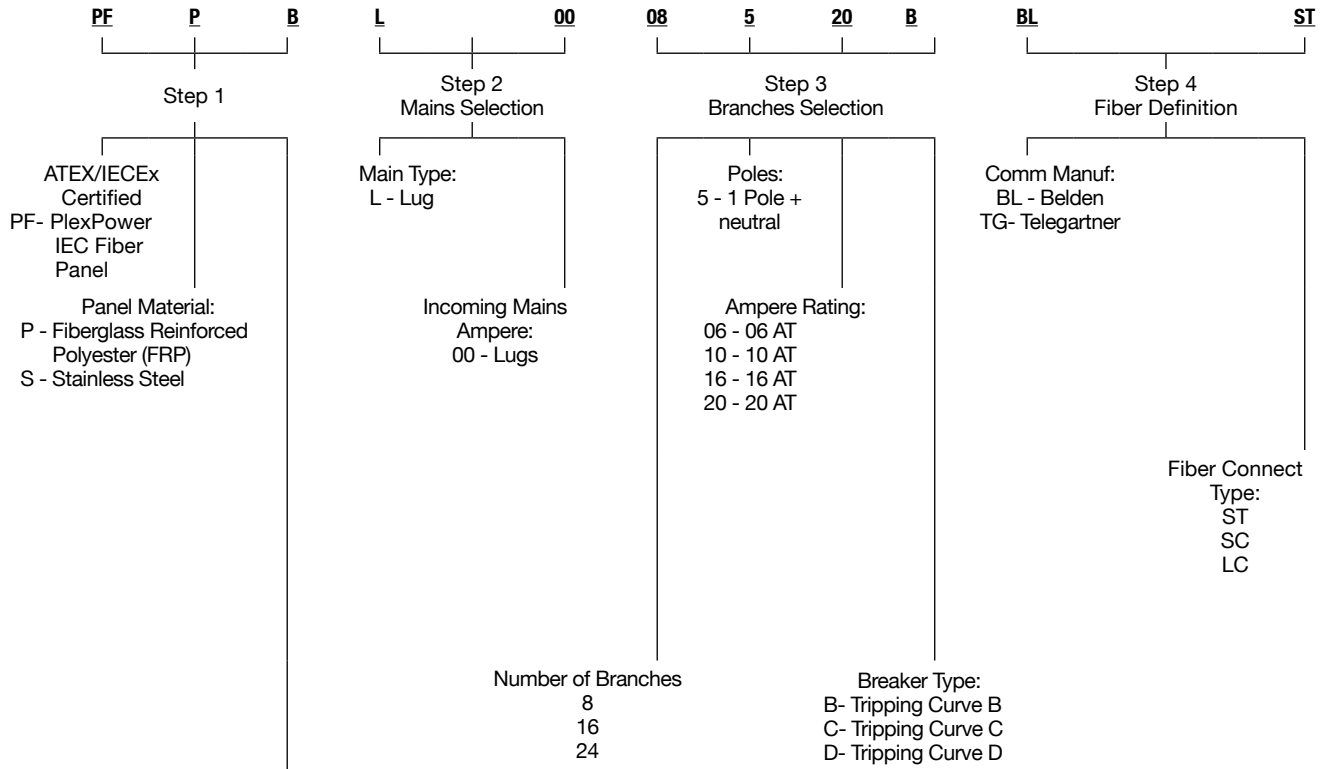 PF P B L 00 08 5 20 B BL ST
Step 1
Step 2
Mains Selection
Step 3
Branches Selection
Step 4
Fiber Definition
ATEX/IECEx
Certified
PF- PlexPower
IEC Fiber
Panel
Panel Material:
P - Fiberglass Reinforced
Polyester (FRP)
S - Stainless Steel
Main Type:
L - Lug
Incoming Mains
Ampere:
00 - Lugs
Poles:
5 - 1 Pole +
neutral
Ampere Rating:
06 - 06 AT
10 - 10 AT
16 - 16 AT
20 - 20 AT
Number of Branches
8
16
24
Breaker Type:
B- Tripping Curve B
C- Tripping Curve C
D- Tripping Curve D
Comm Manuf:
BL - Belden
TG- Telegartner
Fiber Connect
Type:
ST
SC
LC